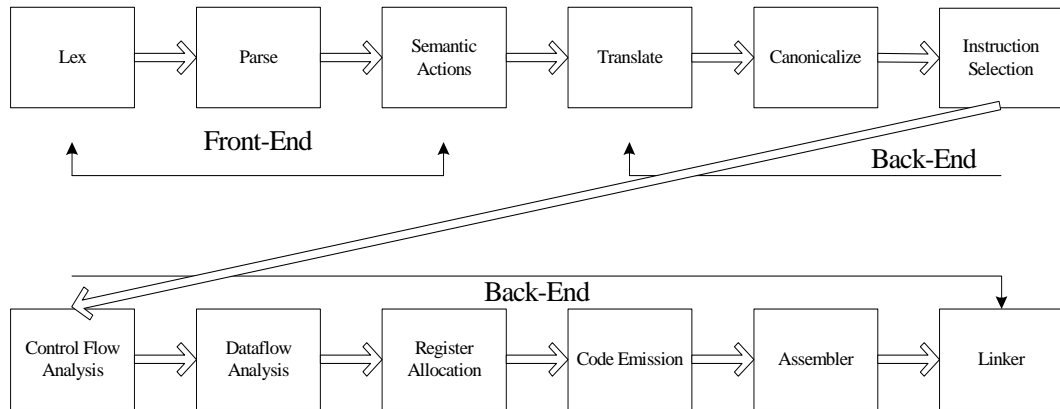 Lex
Parse
Semantic
Actions
Translate
Canonicalize
Instruction
Selection
Front-End
Back-End
Back-End
Control Flow
Analysis
Dataflow
Analysis
Register
Allocation
Code Emission
Assembler
Linker